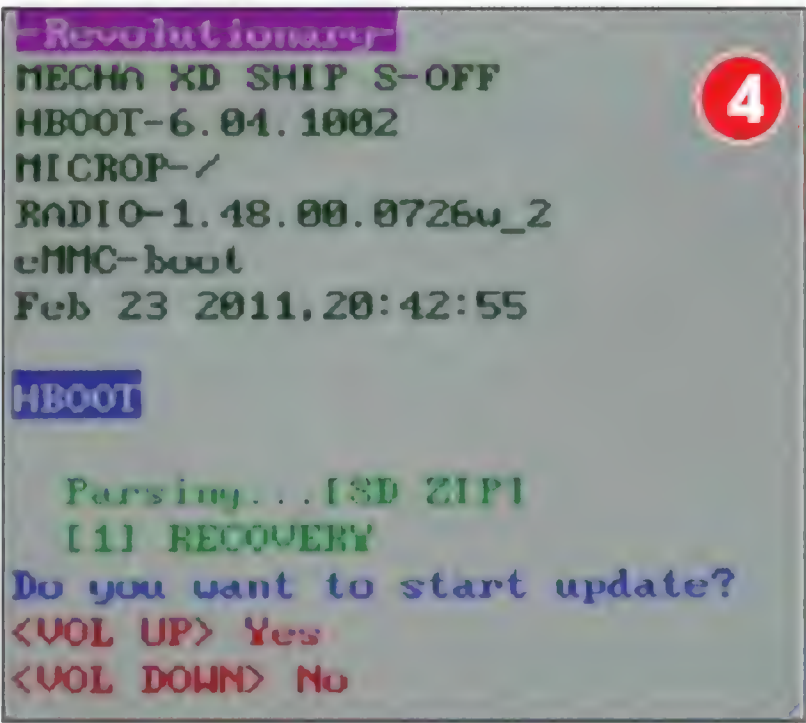 -Revolutionary-
MECHA XD SHIP S-OFF
HBOOT-6.04.1002
MICROP-/
RADIO-1.48.00.0726w_2
eMMC-boot
Feb 23 2011,20:42:55
HBOOT
Parsing...[SD ZIP]
[1] RECOVERY
Do you want to start update?
<VOL UP> Yes
<VOL DOWN> No
4